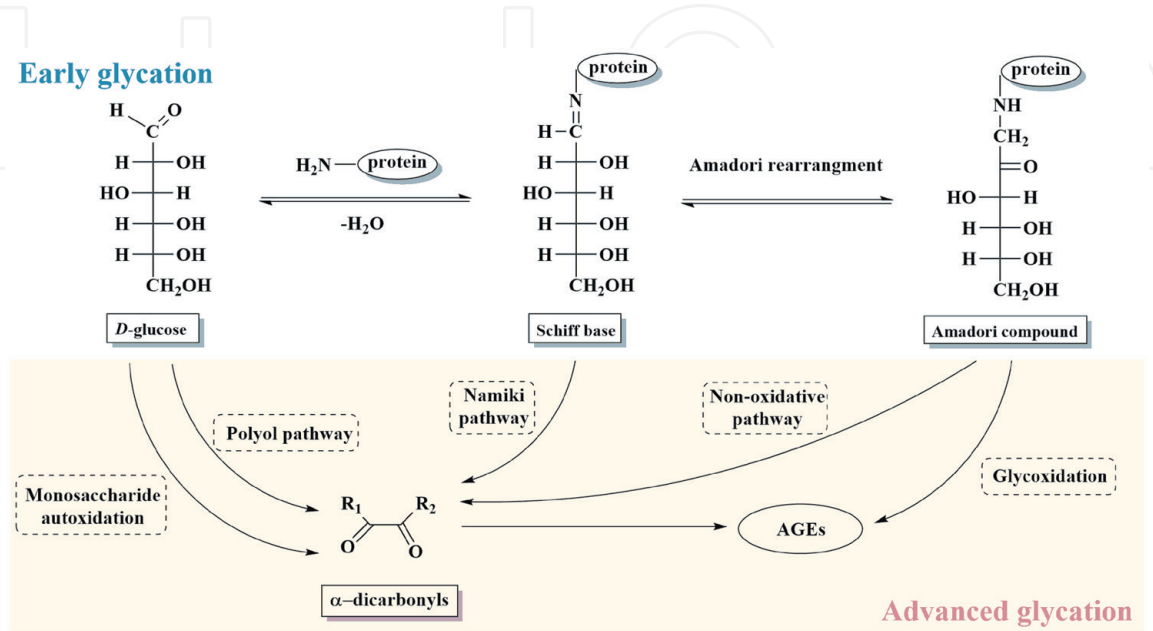 Early glycation
H
O
C
H
OH
HO
H
H
OH
H
OH
CH₂OH
D-glucose
H₂N
protein
-H₂O
protein
N
H
C
H
OH
HO
H
H
OH
H
OH
CH₂OH
Schiff base
Amadori rearrangment
protein
NH
CH₂
O
HO
H
H
OH
H
OH
CH₂OH
Amadori compound
Monosaccharide
autoxidation
Polyol pathway
Namiki
pathway
Non-oxidative
pathway
Glycoxidation
R₁
R₂
O
O
α–dicarbonyls
AGEs
Advanced glycation